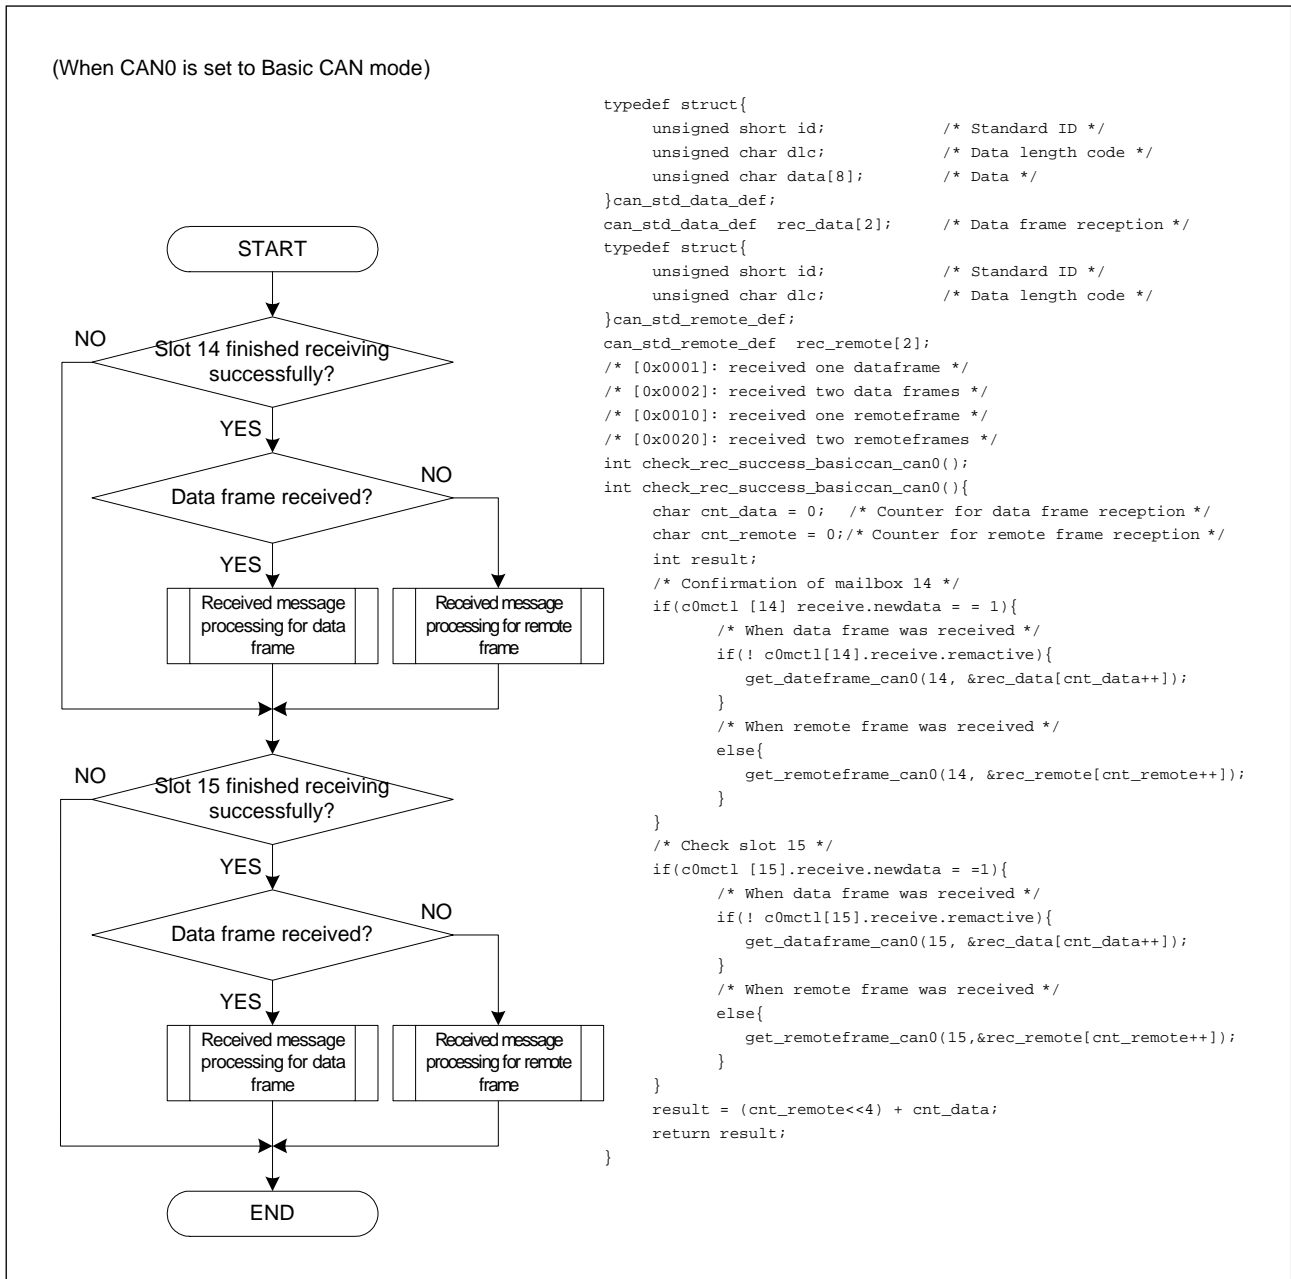 (When CAN0 is set to Basic CAN mode)
START
NO
Slot 14 finished receiving
successfully?
YES
NO
Data frame received?
YES
Received message
processing for data
frame
Received message
processing for remote
frame
NO
Slot 15 finished receiving
successfully?
YES
NO
Data frame received?
YES
Received message
processing for data
frame
Received message
processing for remote
frame
END
typedef struct{
unsigned short id; /* Standard ID */
unsigned char dlc; /* Data length code */
unsigned char data[8]; /* Data */
}can_std_data_def;
can_std_data_def rec_data[2]; /* Data frame reception */
typedef struct{
unsigned short id; /* Standard ID */
unsigned char dlc; /* Data length code */
}can_std_remote_def;
can_std_remote_def rec_remote[2];
/* [0x0001]: received one dataframe */
/* [0x0002]: received two data frames */
/* [0x0010]: received one remoteframe */
/* [0x0020]: received two remoteframes */
int check_rec_success_basiccan_can0();
int check_rec_success_basiccan_can0(){
char cnt_data = 0; /* Counter for data frame reception */
char cnt_remote = 0;/* Counter for remote frame reception */
int result;
/* Confirmation of mailbox 14 */
if(c0mctl [14] receive.newdata = = 1){
/* When data frame was received */
if(! c0mctl[14].receive.remactive){
get_dateframe_can0(14, &rec_data[cnt_data++]);
}
/* When remote frame was received */
else{
get_remoteframe_can0(14, &rec_remote[cnt_remote++]);
}
}
/* Check slot 15 */
if(c0mctl [15].receive.newdata = =1){
/* When data frame was received */
if(! c0mctl[15].receive.remactive){
get_dataframe_can0(15, &rec_data[cnt_data++]);
}
/* When remote frame was received */
else{
get_remoteframe_can0(15,&rec_remote[cnt_remote++]);
}
}
result = (cnt_remote<<4) + cnt_data;
return result;
}